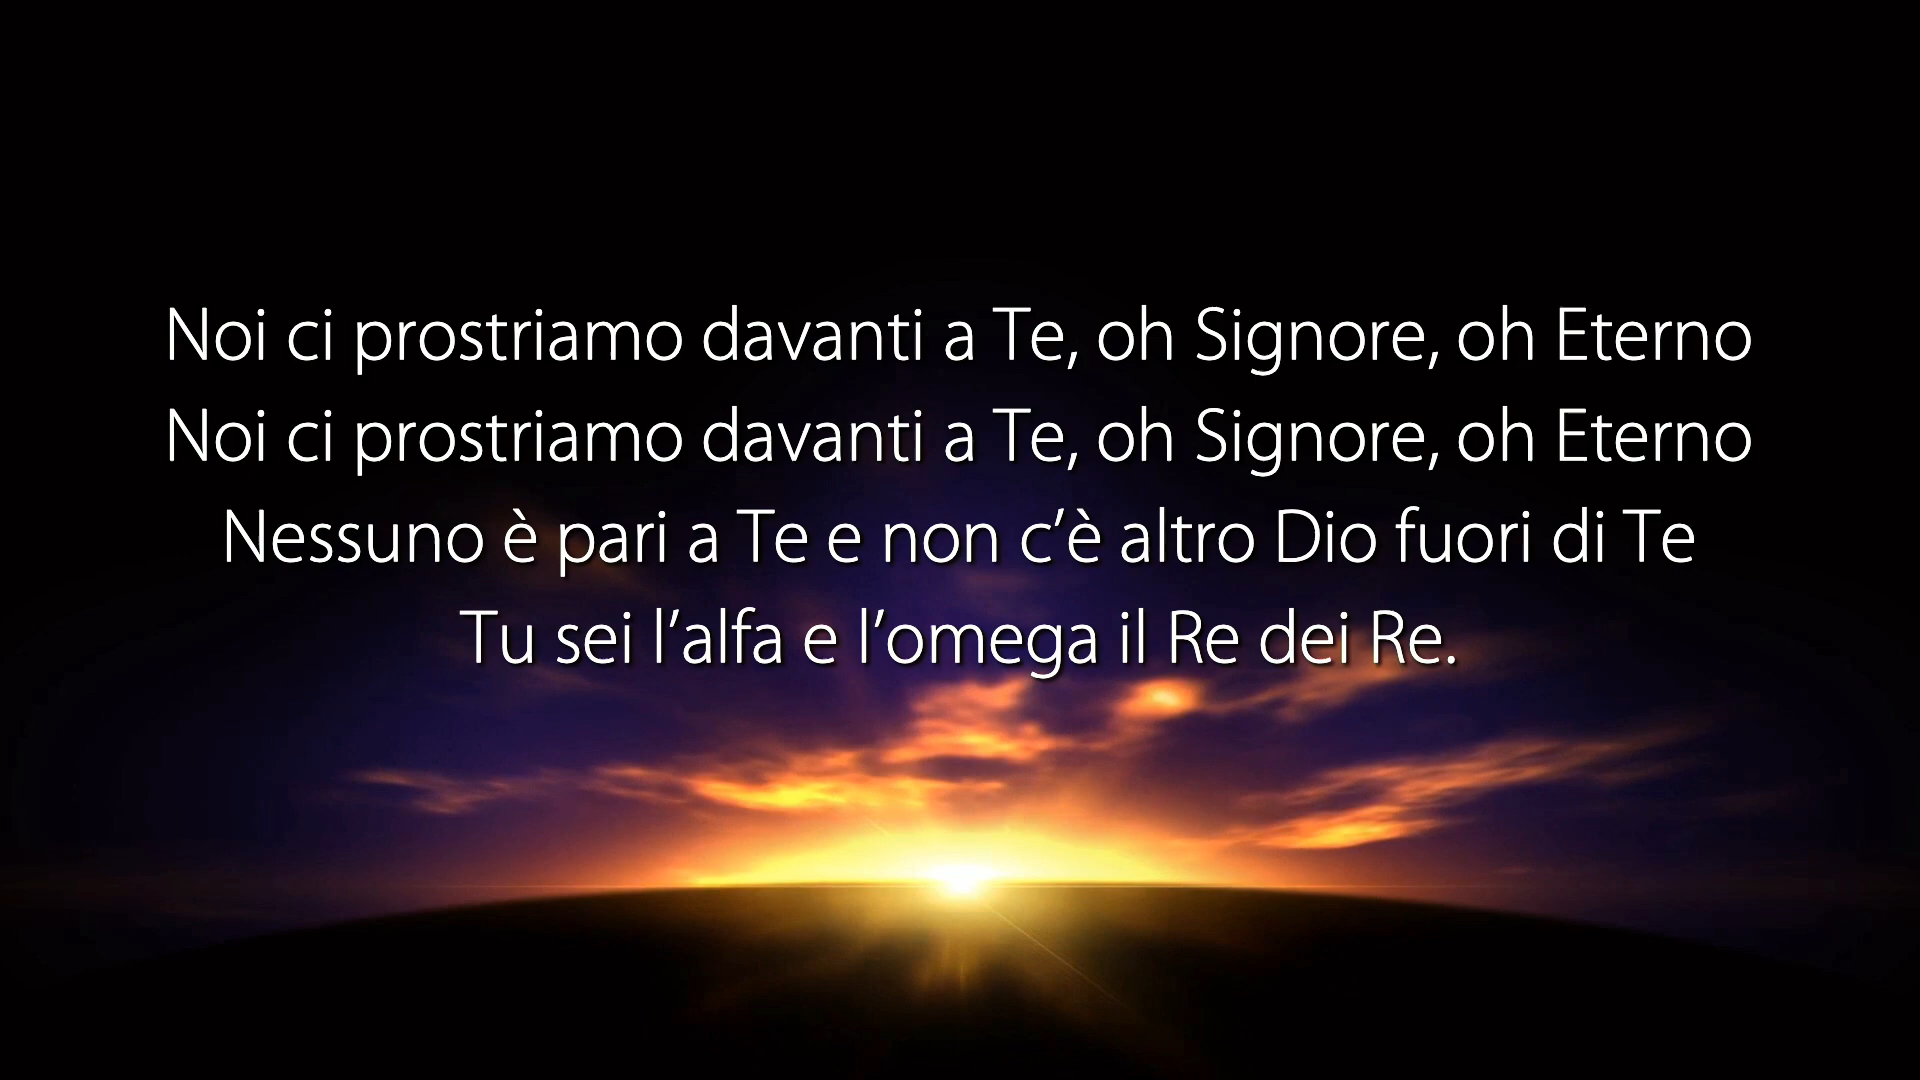 Noi ci prostriamo davanti a Te, oh Signore, oh Eterno
Noi ci prostriamo davanti a Te, oh Signore, oh Eterno
Nessuno è pari a Te e non c’è altro Dio fuori di Te
Tu sei l’alfa e l’omega il Re dei Re.